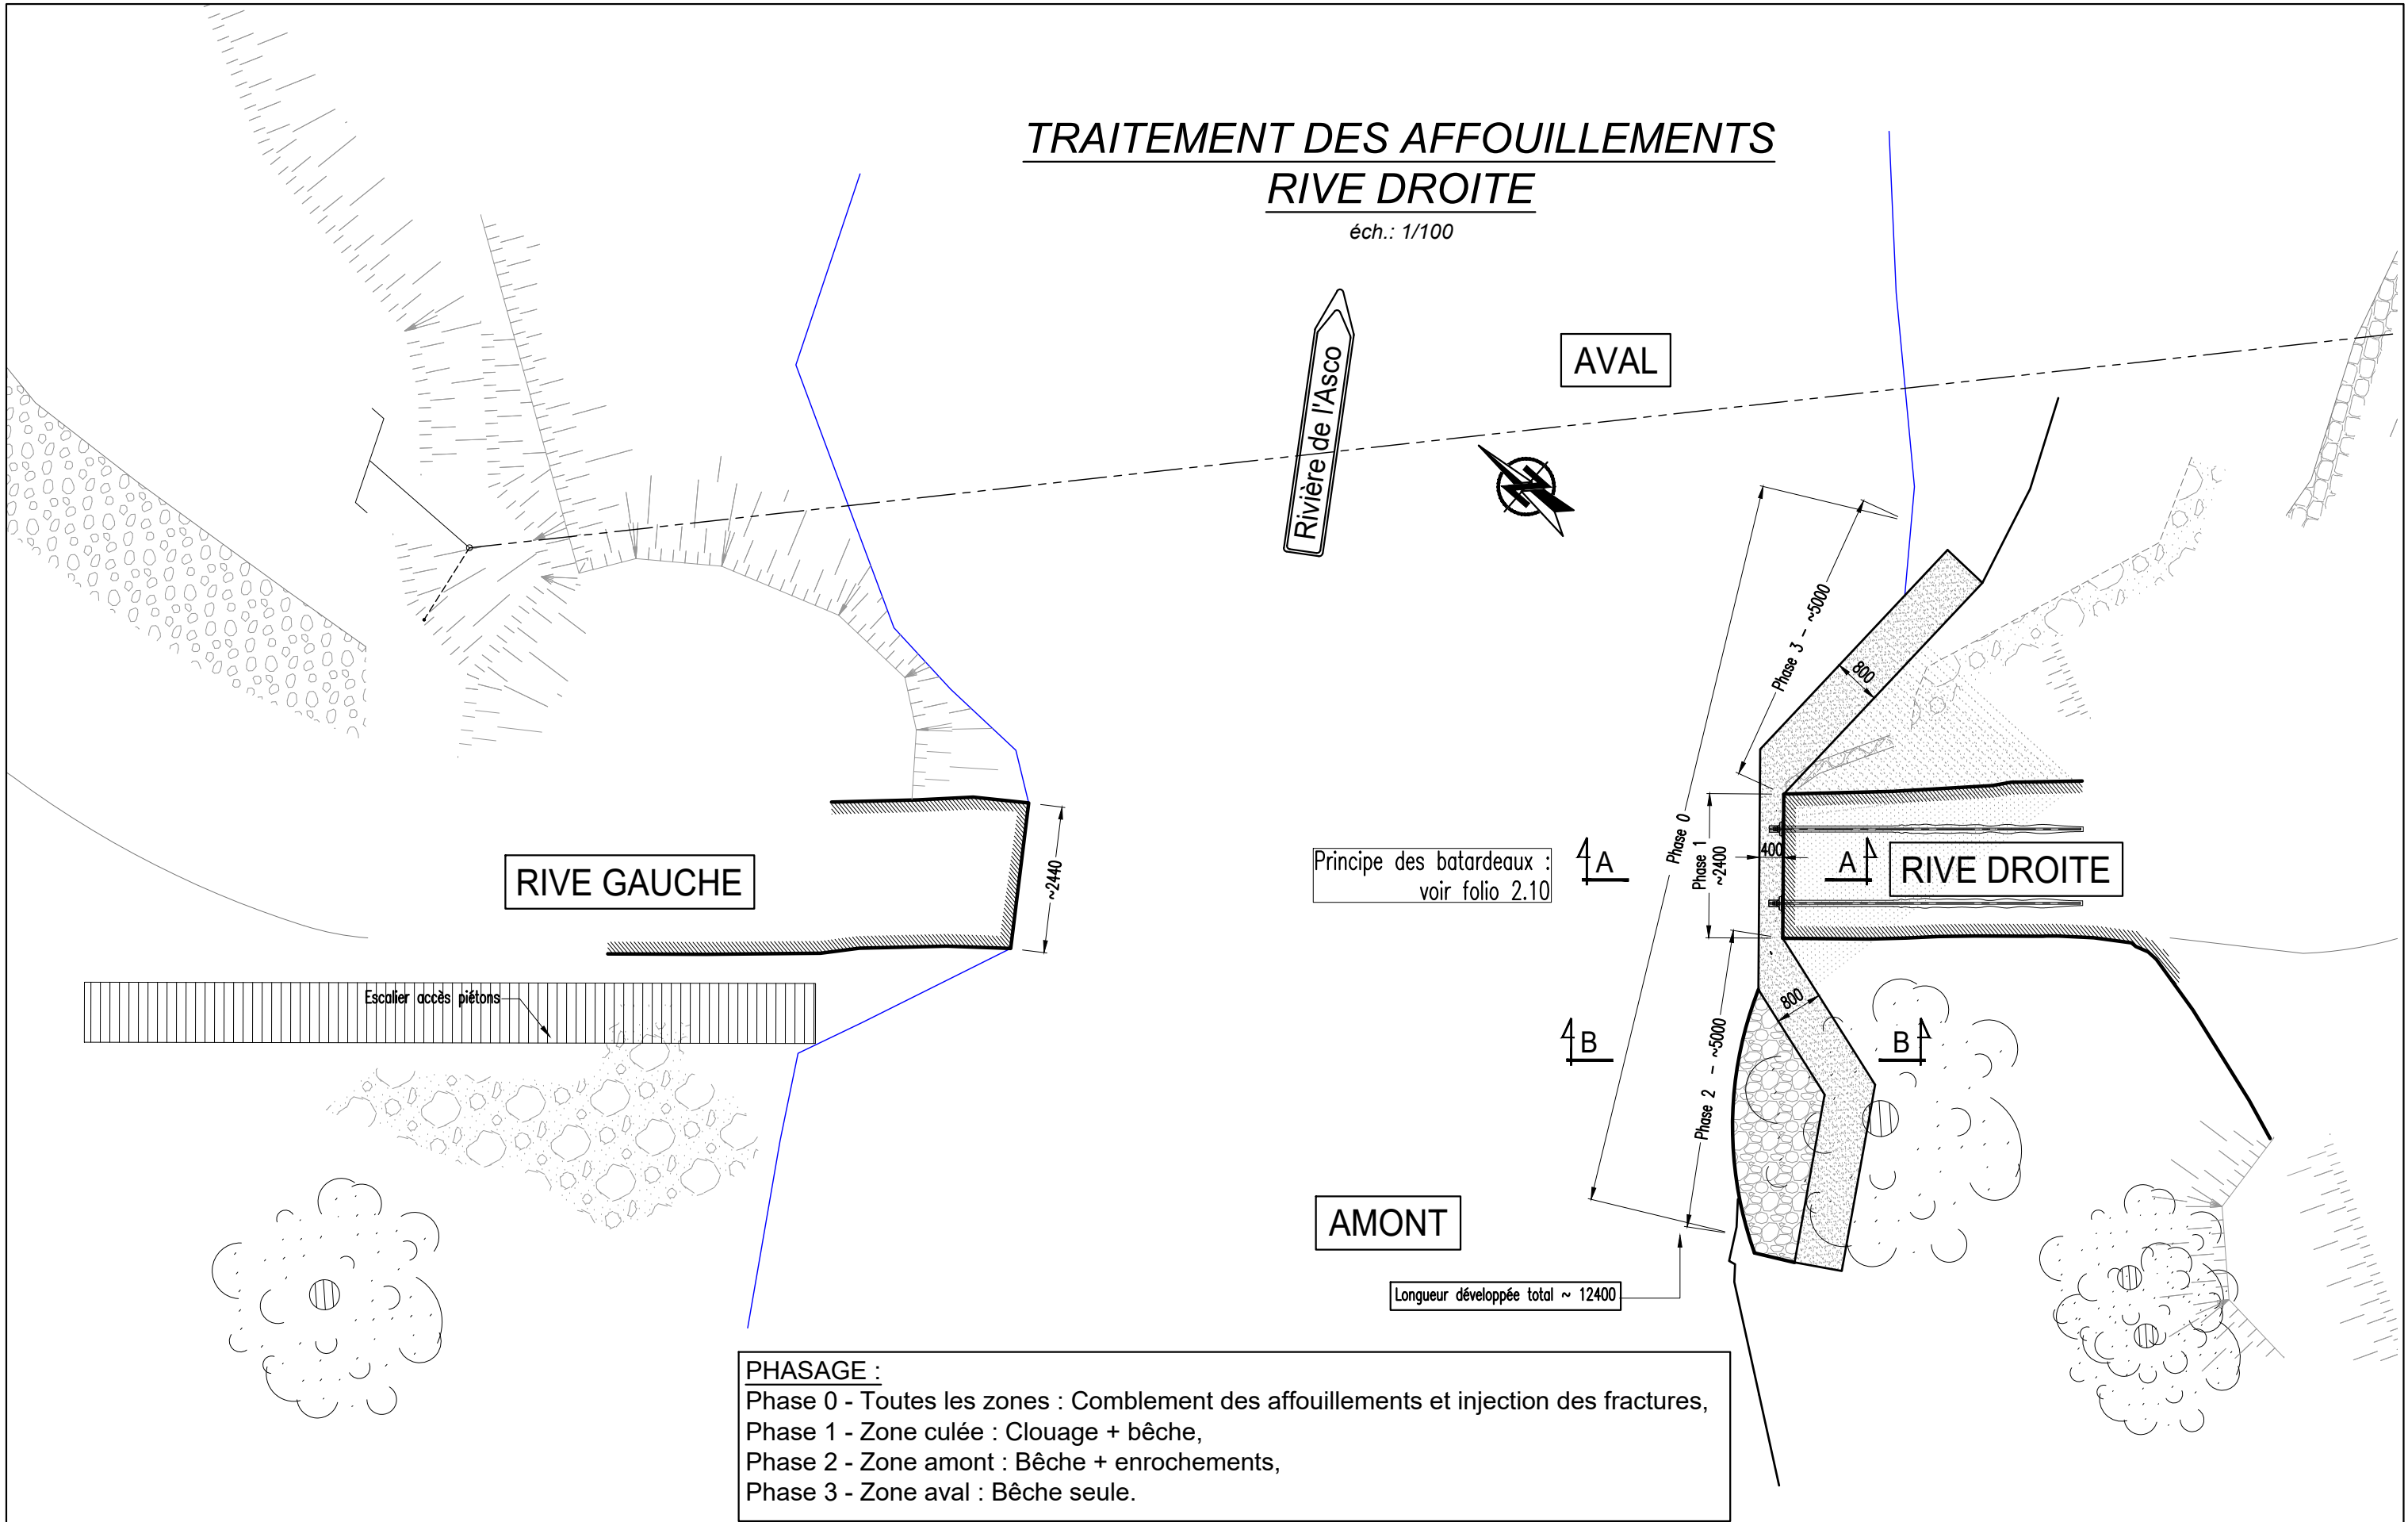 TRAITEMENT DES AFFOUILLEMENTS
RIVE DROITE
éch.: 1/100
Rivière de l'Asco
AVAL
Phase 3 - ~5000
800
Phase 0
Phase 1
~2400
400
A
A
RIVE DROITE
RIVE GAUCHE
~2440
Principe des batardeaux :
voir folio 2.10
Escalier accès piétons
800
B
B
Phase 2 - ~5000
AMONT
Longueur développée total ~ 12400
PHASAGE :
Phase 0 - Toutes les zones : Comblement des affouillements et injection des fractures,
Phase 1 - Zone culée : Clouage + bêche,
Phase 2 - Zone amont : Bêche + enrochements,
Phase 3 - Zone aval : Bêche seule.